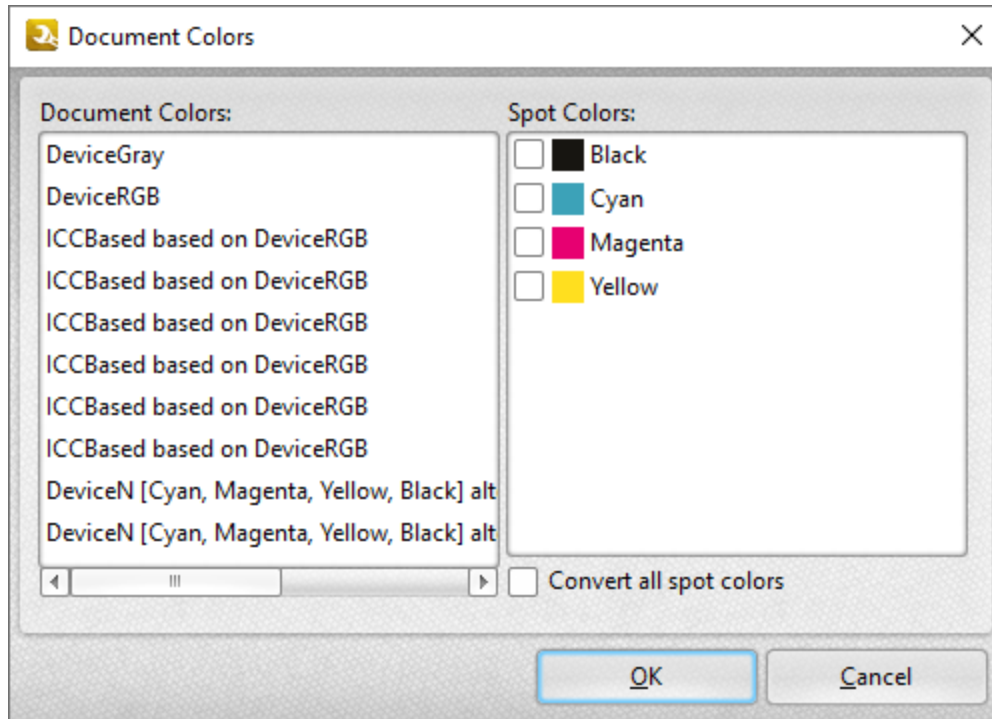 Document Colors
Document Colors:
DeviceGray
DeviceRGB
ICCBased based on DeviceRGB
ICCBased based on DeviceRGB
ICCBased based on DeviceRGB
ICCBased based on DeviceRGB
ICCBased based on DeviceRGB
ICCBased based on DeviceRGB
DeviceN [Cyan, Magenta, Yellow, Black] alt
DeviceN [Cyan, Magenta, Yellow, Black] alt
Spot Colors:
Black
Cyan
Magenta
Yellow
Convert all spot colors
OK
Cancel